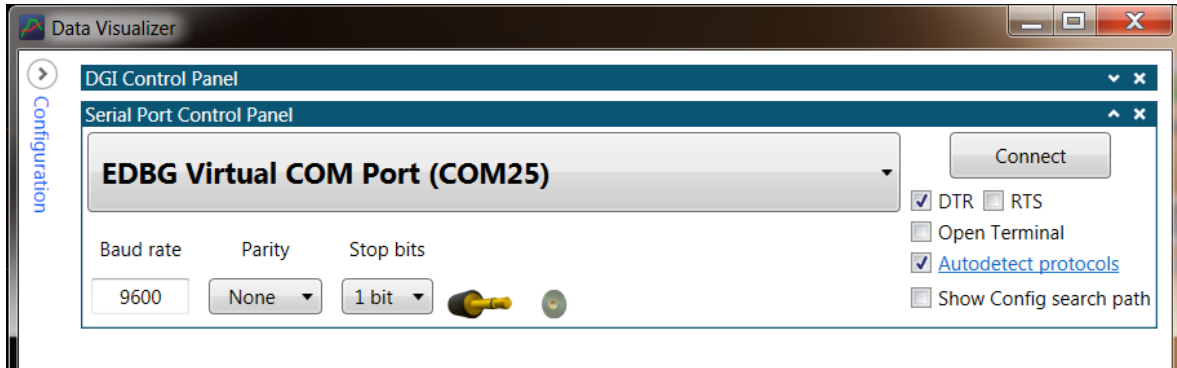 Data Visualizer
Configuration
DGI Control Panel
Serial Port Control Panel
EDBG Virtual COM Port (COM25)
Connect
DTR RTS
Open Terminal
Autodetect protocols
Show Config search path
Baud rate Parity Stop bits
9600 None 1 bit